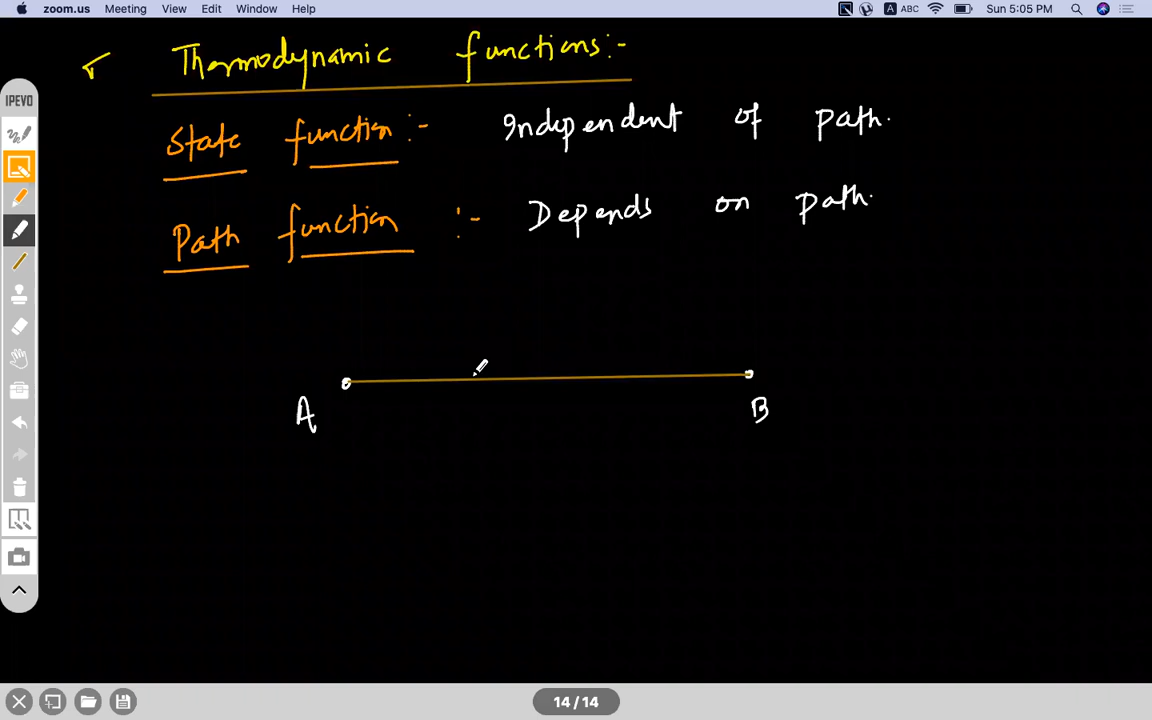 zoom.us Meeting View Edit Window Help A ABC Sun 5:05 PM
Thermodynamic functions:-
IPEVO
State function :- Independent of path.
Path function :- Depends on path.
A B
14 / 14